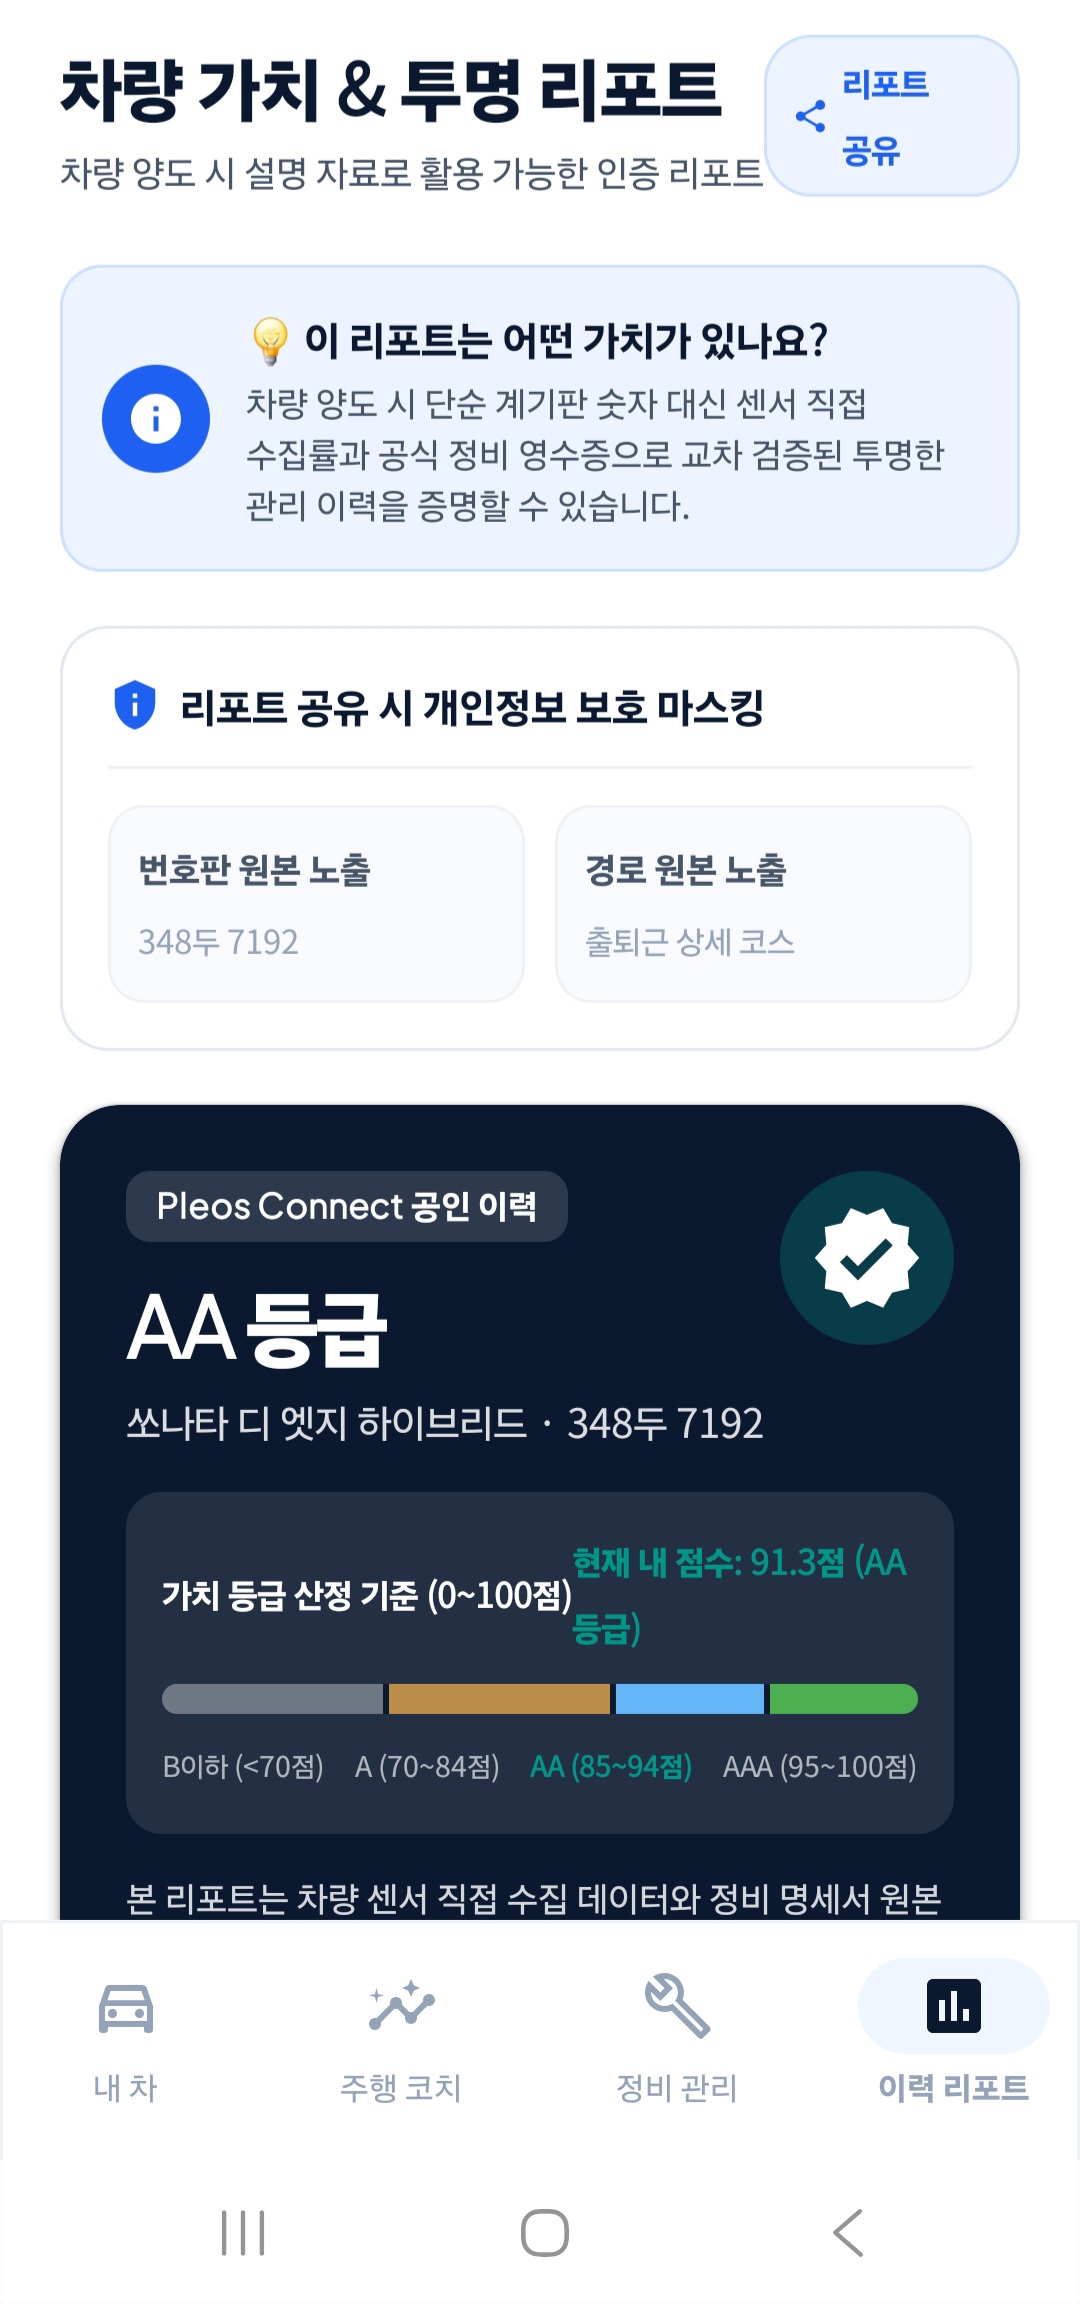 차량 가치 & 투명 리포트
차량 양도 시 설명 자료로 활용 가능한 인증 리포트
리포트
공유
이 리포트는 어떤 가치가 있나요?
차량 양도 시 단순 계기판 숫자 대신 센서 직접
수집률과 공식 정비 영수증으로 교차 검증된 투명한
관리 이력을 증명할 수 있습니다.
리포트 공유 시 개인정보 보호 마스킹
번호판 원본 노출
348두 7192
경로 원본 노출
출퇴근 상세 코스
Pleos Connect 공인 이력
AA 등급
쏘나타 디 엣지 하이브리드 · 348두 7192
가치 등급 산정 기준 (0~100점)
현재 내 점수: 91.3점 (AA
등급)
B이하 (<70점) A (70~84점) AA (85~94점) AAA (95~100점)
본 리포트는 차량 센서 직접 수집 데이터와 정비 명세서 원본
내 차
주행 코치
정비 관리
이력 리포트